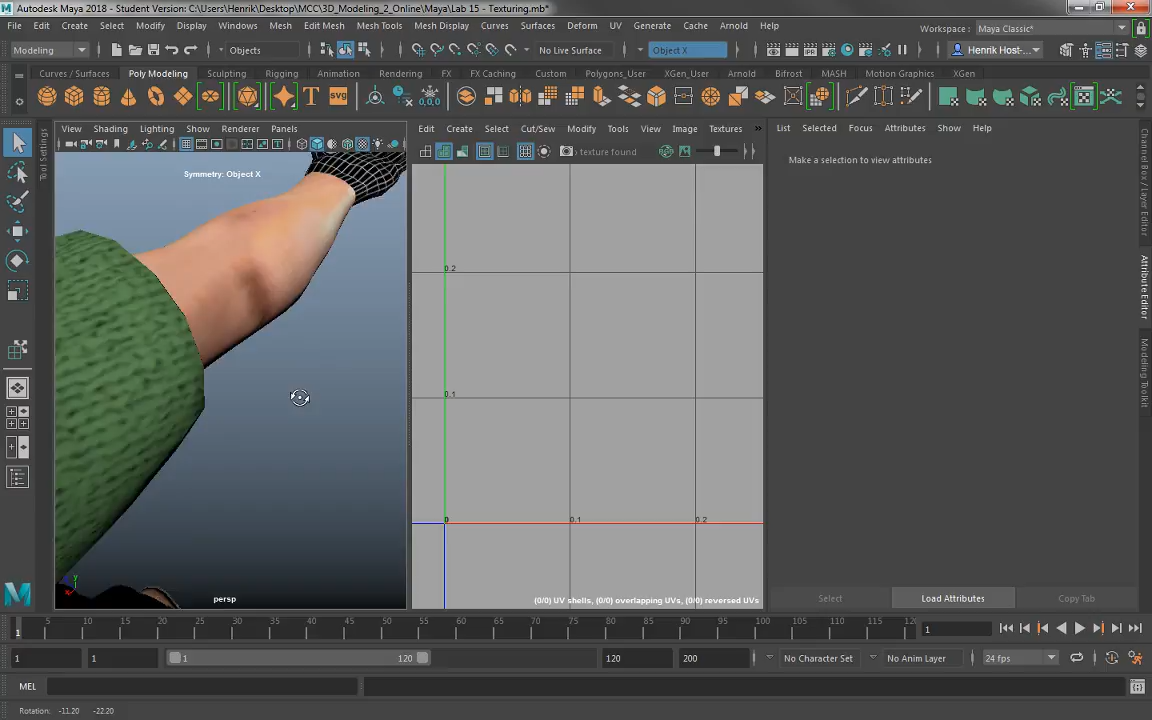 Autodesk Maya 2018 - Student Version: C:\Users\Henrik\Desktop\MCC\3D_Modeling_2_Online\Maya\Lab 15 - Texturing.mb*
File Edit Create Select Modify Display Windows Mesh Edit Mesh Mesh Tools Mesh Display Curves Surfaces Deform UV Generate Cache Arnold Help Workspace : Maya Classic*
Modeling Objects No Live Surface Object X Henrik Host-...
Curves / Surfaces Poly Modeling Sculpting Rigging Animation Rendering FX FX Caching Custom Polygons_User XGen_User Arnold Bifrost MASH Motion Graphics XGen
T SVG 0,0,0
View Shading Lighting Show Renderer Panels
Edit Create Select Cut/Sew Modify Tools View Image Textures »
List Selected Focus Attributes Show Help
texture found
Make a selection to view attributes
Symmetry: Object X
Tool Settings
Channel Box / Layer Editor
Attribute Editor
Modeling Toolkit
0.2
0.1
0 0.1 0.2
y
persp
(0/0) UV shells, (0/0) overlapping UVs, (0/0) reversed UVs
Select Load Attributes Copy Tab
5 10 15 20 25 30 35 40 45 50 55 60 65 70 75 80 85 90 95 100 105 110 115 120
1 1
1 1 1 120 120 200 No Character Set No Anim Layer 24 fps
MEL
Rotation: -11.20 -22.20